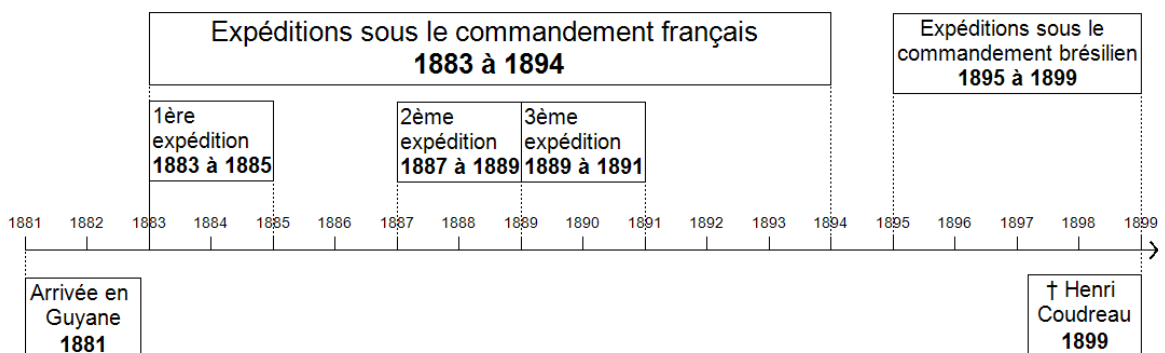 Expéditions sous le commandement français
1883 à 1894
Expéditions sous le
commandement brésilien
1895 à 1899
1ère
expédition
1883 à 1885
2ème
expédition
1887 à 1889
3ème
expédition
1889 à 1891
1881 1882 1883 1884 1885 1886 1887 1888 1889 1890 1891 1892 1893 1894 1895 1896 1897 1898 1899
Arrivée en
Guyane
1881
† Henri
Coudreau
1899